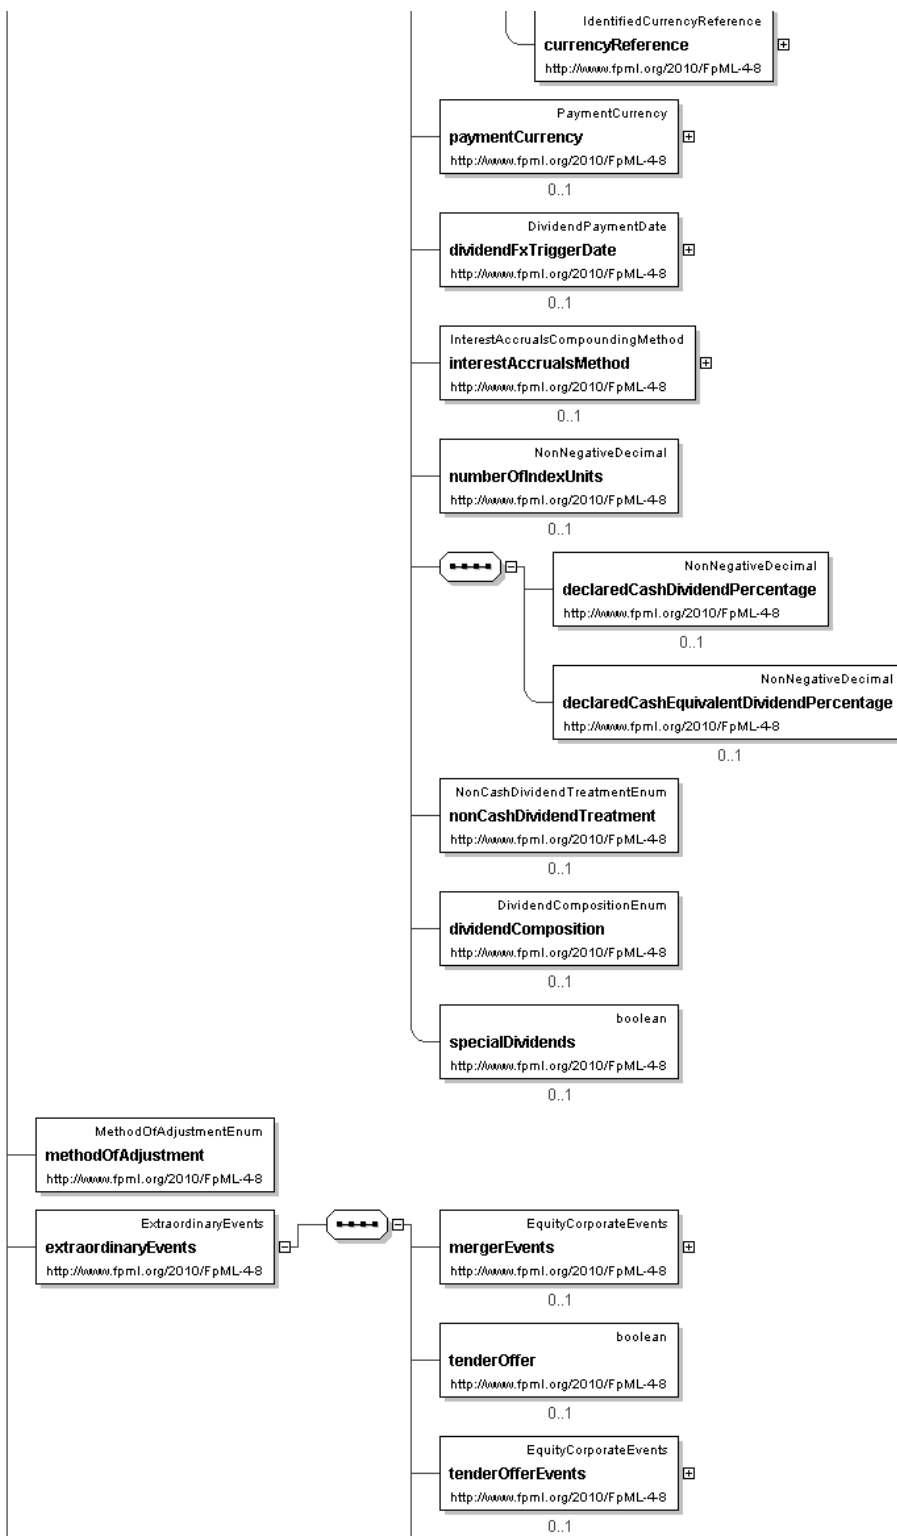 IdentifiedCurrencyReference
currencyReference
http://www.fpml.org/2010/FpML-4-8
PaymentCurrency
paymentCurrency
http://www.fpml.org/2010/FpML-4-8
0..1
DividendPaymentDate
dividendFxTriggerDate
http://www.fpml.org/2010/FpML-4-8
0..1
InterestAccrualsCompoundingMethod
interestAccrualsMethod
http://www.fpml.org/2010/FpML-4-8
0..1
NonNegativeDecimal
numberOfIndexUnits
http://www.fpml.org/2010/FpML-4-8
0..1
NonNegativeDecimal
declaredCashDividendPercentage
http://www.fpml.org/2010/FpML-4-8
0..1
NonNegativeDecimal
declaredCashEquivalentDividendPercentage
http://www.fpml.org/2010/FpML-4-8
0..1
NonCashDividendTreatmentEnum
nonCashDividendTreatment
http://www.fpml.org/2010/FpML-4-8
0..1
DividendCompositionEnum
dividendComposition
http://www.fpml.org/2010/FpML-4-8
0..1
boolean
specialDividends
http://www.fpml.org/2010/FpML-4-8
0..1
MethodOfAdjustmentEnum
methodOfAdjustment
http://www.fpml.org/2010/FpML-4-8
ExtraordinaryEvents
extraordinaryEvents
http://www.fpml.org/2010/FpML-4-8
EquityCorporateEvents
mergerEvents
http://www.fpml.org/2010/FpML-4-8
0..1
boolean
tenderOffer
http://www.fpml.org/2010/FpML-4-8
0..1
EquityCorporateEvents
tenderOfferEvents
http://www.fpml.org/2010/FpML-4-8
0..1